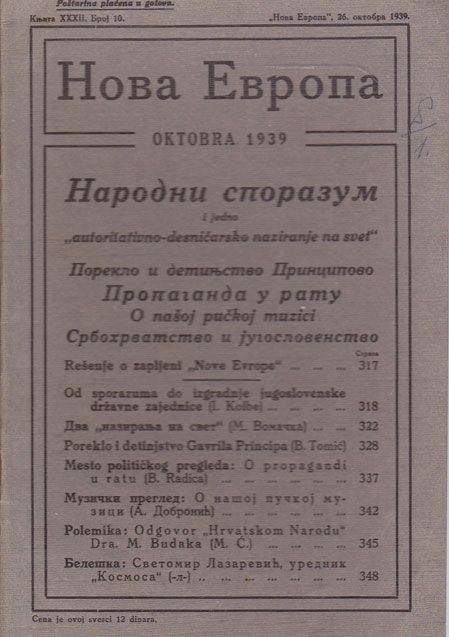 Poštarina plaćena u gotovu.
Књига XXXII. Број 10.
„Нова Европа“, 26. октобра 1939.
Нова Европа
OKTOBRA 1939
Народни споразум
i jedno
„autoritativno-desničarsko naziranje na svet“
Порекло и детињство Принципово
Пропаганда у рату
O našoj pučkoj muzici
Србохрватство и југословенство
Страна
Rešenje o zapljeni „Nove Evrope“ — ... — ... 317
Od sporazuma do izgradnje jugoslovenske
državne zajednice (I. Kolbe) ... — ... ... 318
Два „назирања на свет“ (М. Вомачка) ... — 322
Poreklo i detinjstvo Gavrila Principa (B. Tomić) 328
Mesto političkog pregleda: O propagandi
u ratu (B. Radica) ... — ... — ... ... 337
Музички преглед: О нашој пучкој му-
зици (А. Доброниħ) ... — ... — ... ... 342
Polemika: Odgovor „Hrvatskom Narodu“
Dra. M. Budaka (M. Ć.) ... ... — ... 345
Белешка: Светомир Лазаревић, уредник
„Космоса“ (-л-) .. ... ... ... ... ... 348
Cena je ovoj svesci 12 dinara.